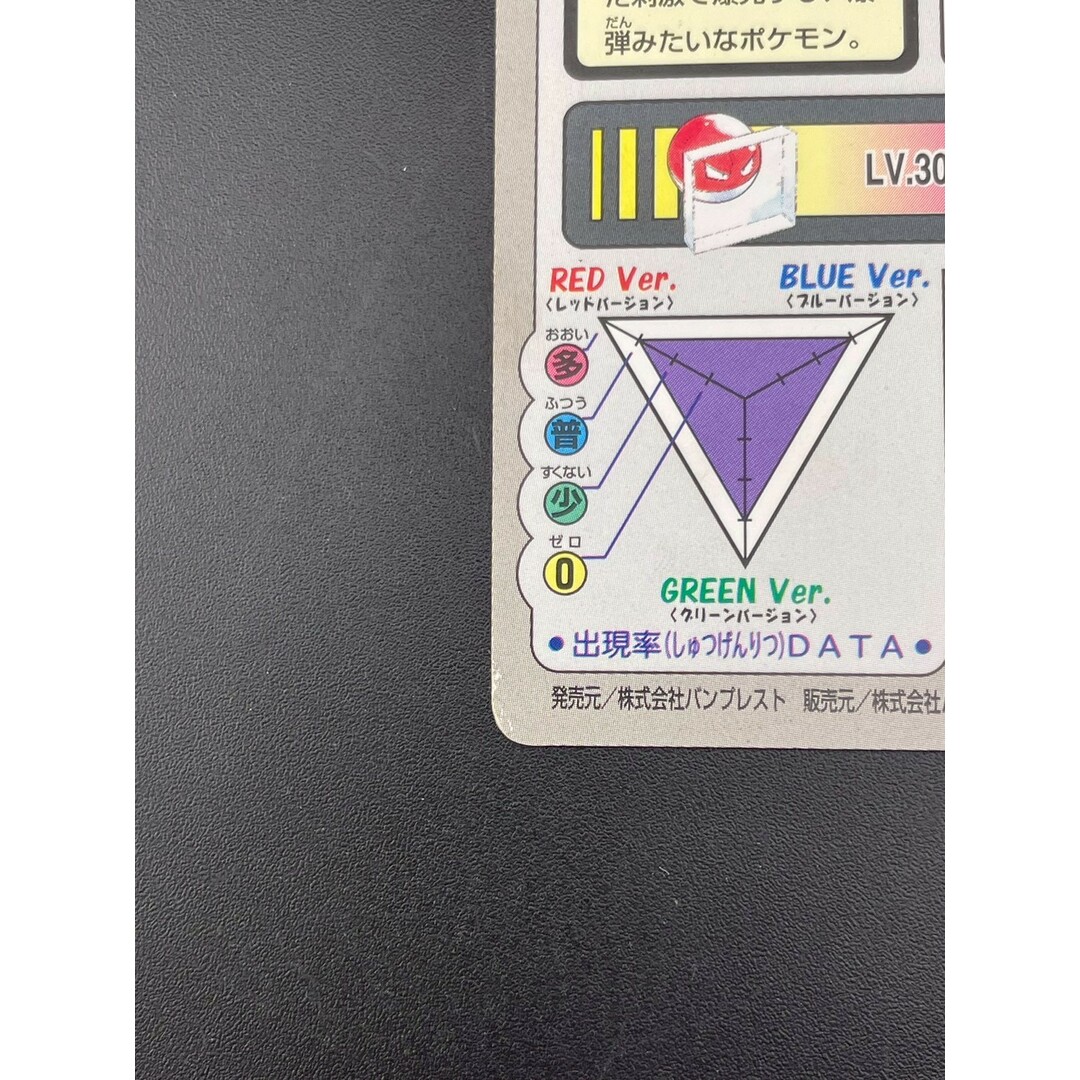 だん
弾みたいなポケモン。
LV.30
RED Ver. BLUE Ver.
〈レッドバージョン〉 〈ブルーバージョン〉
おおい
多
ふつう
普
すくない
少
ゼロ
0
GREEN Ver.
〈グリーンバージョン〉
●出現率(しゅつげんりつ)DATA●
発売元／株式会社バンプレスト 販売元／株式会社